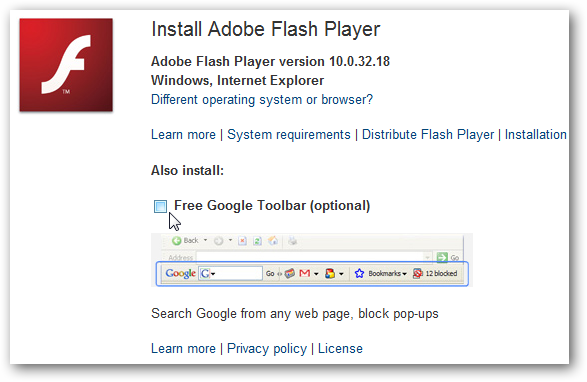 Install Adobe Flash Player
Adobe Flash Player version 10.0.32.18
Windows, Internet Explorer
Different operating system or browser?
Learn more | System requirements | Distribute Flash Player | Installation
Also install:
Free Google Toolbar (optional)
Back
Address Go
Google G Go Bookmarks 12 blocked
Search Google from any web page, block pop-ups
Learn more | Privacy policy | License